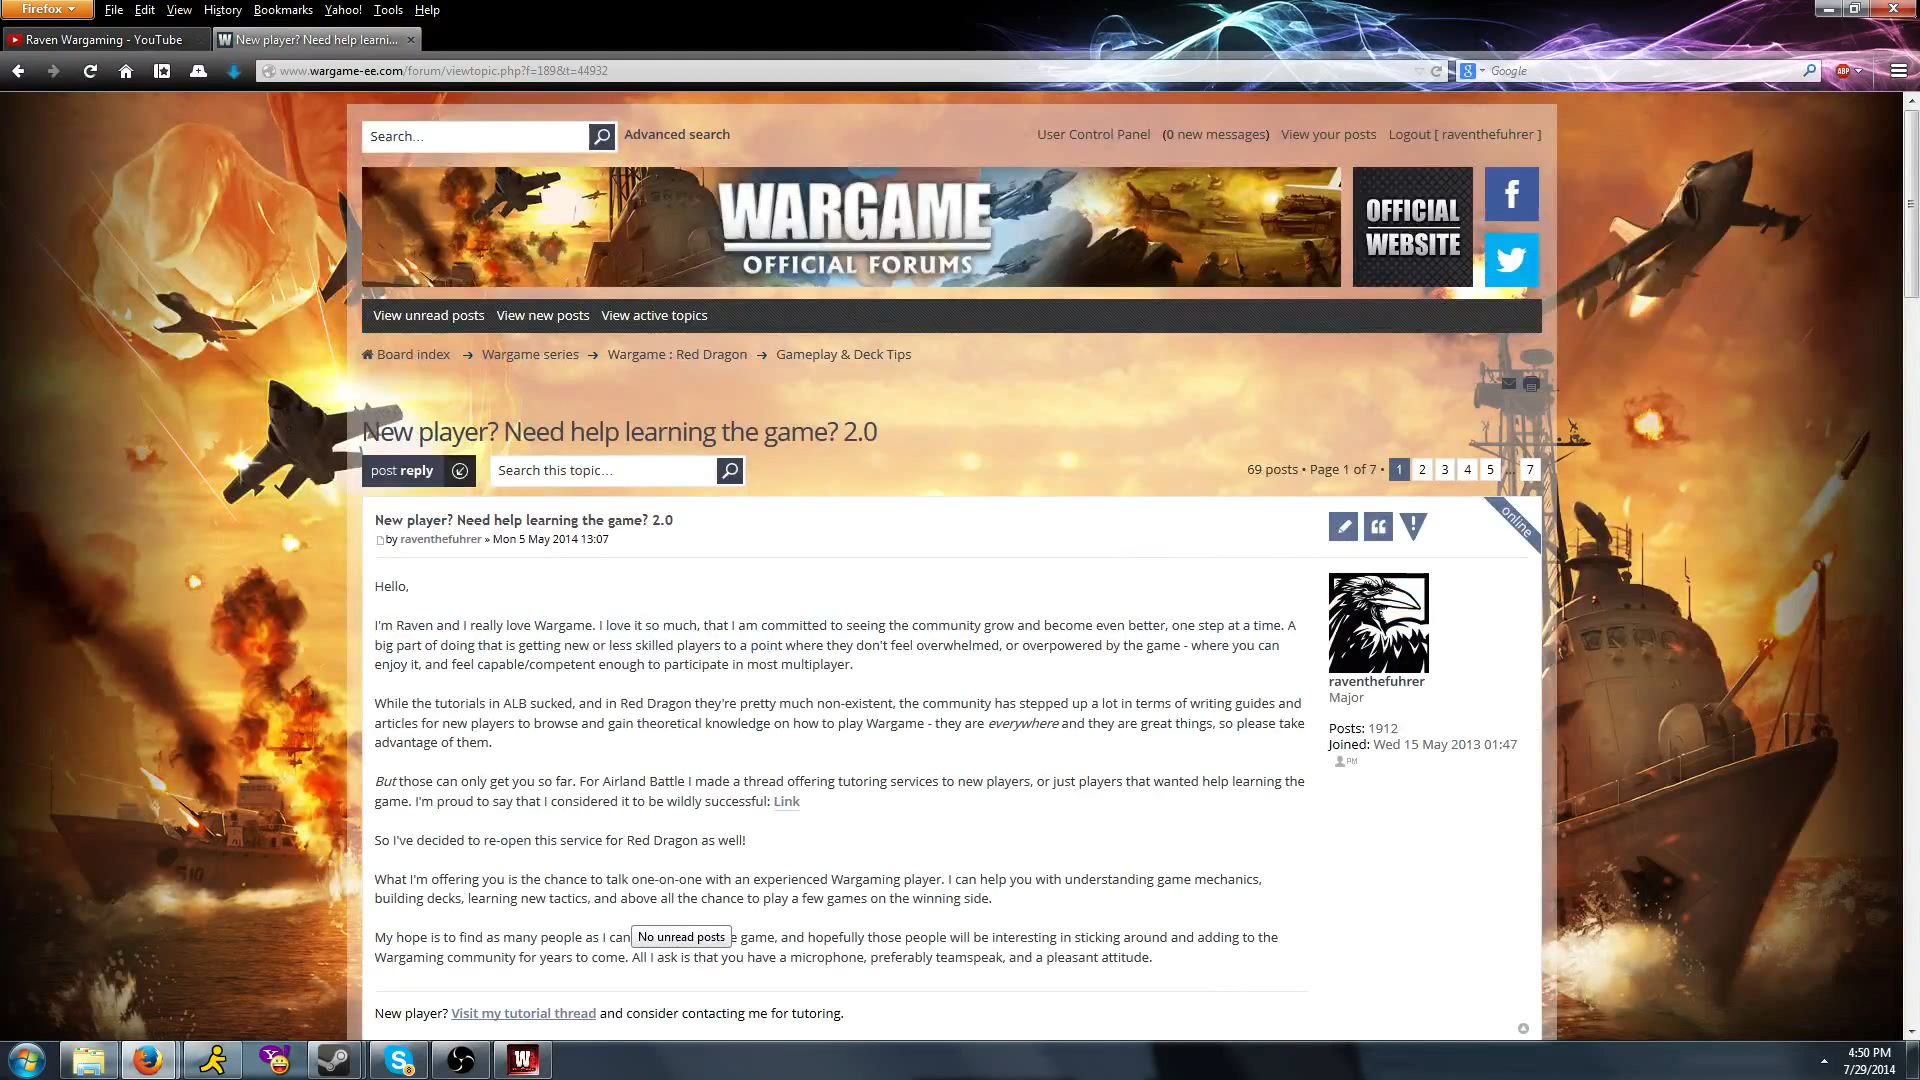 Firefox
File Edit View History Bookmarks Yahoo! Tools Help
Raven Wargaming - YouTube
New player? Need help learni...
www.wargame-ee.com/forum/viewtopic.php?f=189&t=44932
Google
ABP
Search...
Advanced search
User Control Panel (0 new messages) View your posts Logout [ raventhefuhrer ]
WARGAME
OFFICIAL FORUMS
OFFICIAL
WEBSITE
View unread posts View new posts View active topics
Board index → Wargame series → Wargame : Red Dragon → Gameplay & Deck Tips
New player? Need help learning the game? 2.0
post reply
Search this topic...
69 posts • Page 1 of 7 • 1 2 3 4 5 ... 7
New player? Need help learning the game? 2.0
by raventhefuhrer » Mon 5 May 2014 13:07
online
Hello,
I'm Raven and I really love Wargame. I love it so much, that I am committed to seeing the community grow and become even better, one step at a time. A
big part of doing that is getting new or less skilled players to a point where they don't feel overwhelmed, or overpowered by the game - where you can
enjoy it, and feel capable/competent enough to participate in most multiplayer.
While the tutorials in ALB sucked, and in Red Dragon they're pretty much non-existent, the community has stepped up a lot in terms of writing guides and
articles for new players to browse and gain theoretical knowledge on how to play Wargame - they are everywhere and they are great things, so please take
advantage of them.
But those can only get you so far. For Airland Battle I made a thread offering tutoring services to new players, or just players that wanted help learning the
game. I'm proud to say that I considered it to be wildly successful: Link
So I've decided to re-open this service for Red Dragon as well!
What I'm offering you is the chance to talk one-on-one with an experienced Wargaming player. I can help you with understanding game mechanics,
building decks, learning new tactics, and above all the chance to play a few games on the winning side.
My hope is to find as many people as I can No unread posts e game, and hopefully those people will be interesting in sticking around and adding to the
Wargaming community for years to come. All I ask is that you have a microphone, preferably teamspeak, and a pleasant attitude.
New player? Visit my tutorial thread and consider contacting me for tutoring.
raventhefuhrer
Major
Posts: 1912
Joined: Wed 15 May 2013 01:47
PM
510
4:50 PM
7/29/2014